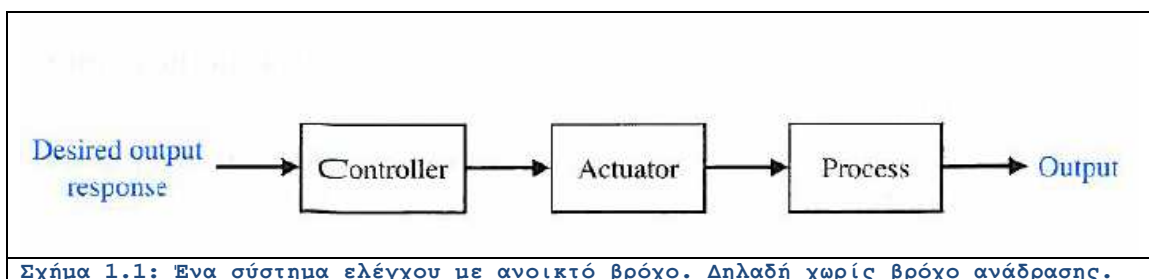 Desired output
response
Controller
Actuator
Process
Output
Σχήμα 1.1: Ένα σύστημα ελέγχου με ανοικτό βρόχο. Δηλαδή χωρίς βρόχο ανάδρασης.